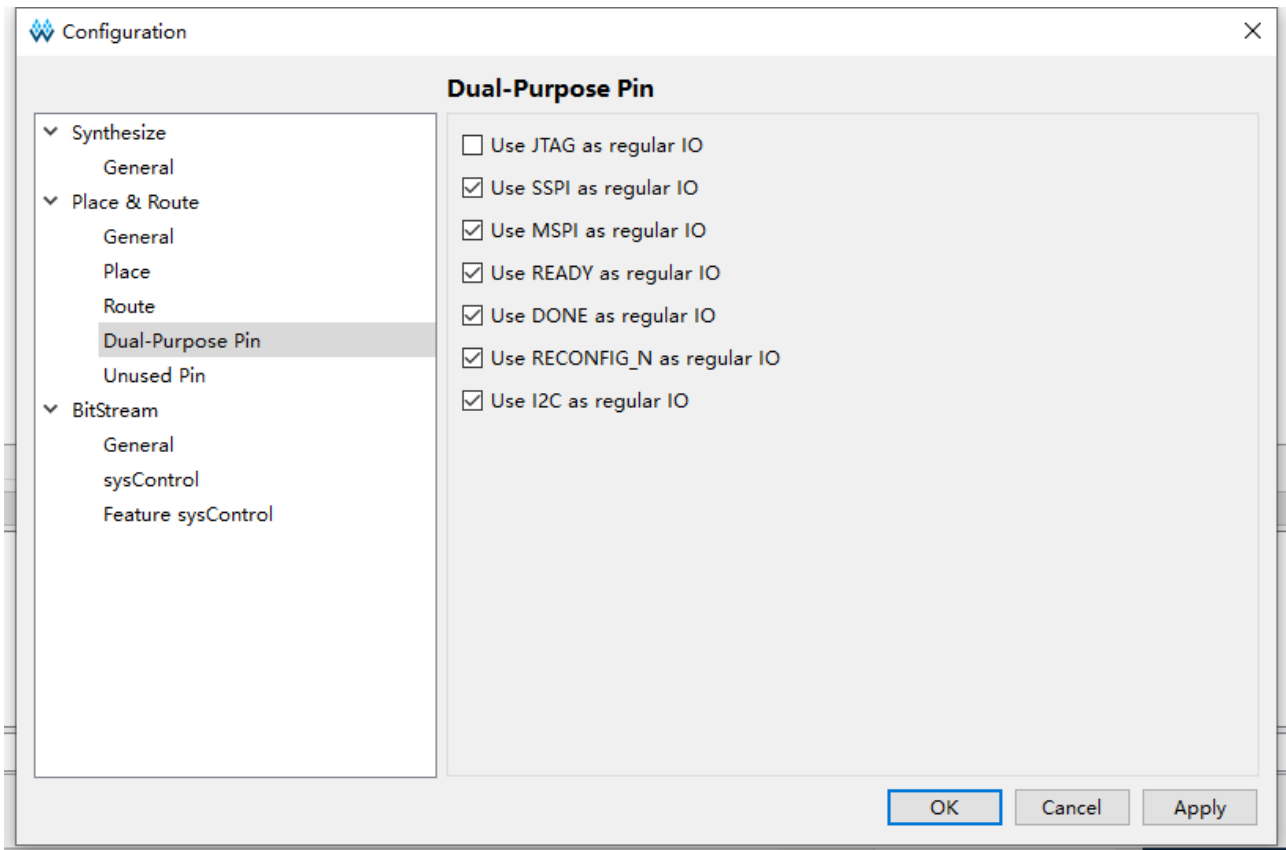 Configuration
Dual-Purpose Pin
Synthesize
General
Place & Route
General
Place
Route
Dual-Purpose Pin
Unused Pin
BitStream
General
sysControl
Feature sysControl
Use JTAG as regular IO
Use SSPI as regular IO
Use MSPI as regular IO
Use READY as regular IO
Use DONE as regular IO
Use RECONFIG_N as regular IO
Use I2C as regular IO
OK Cancel Apply